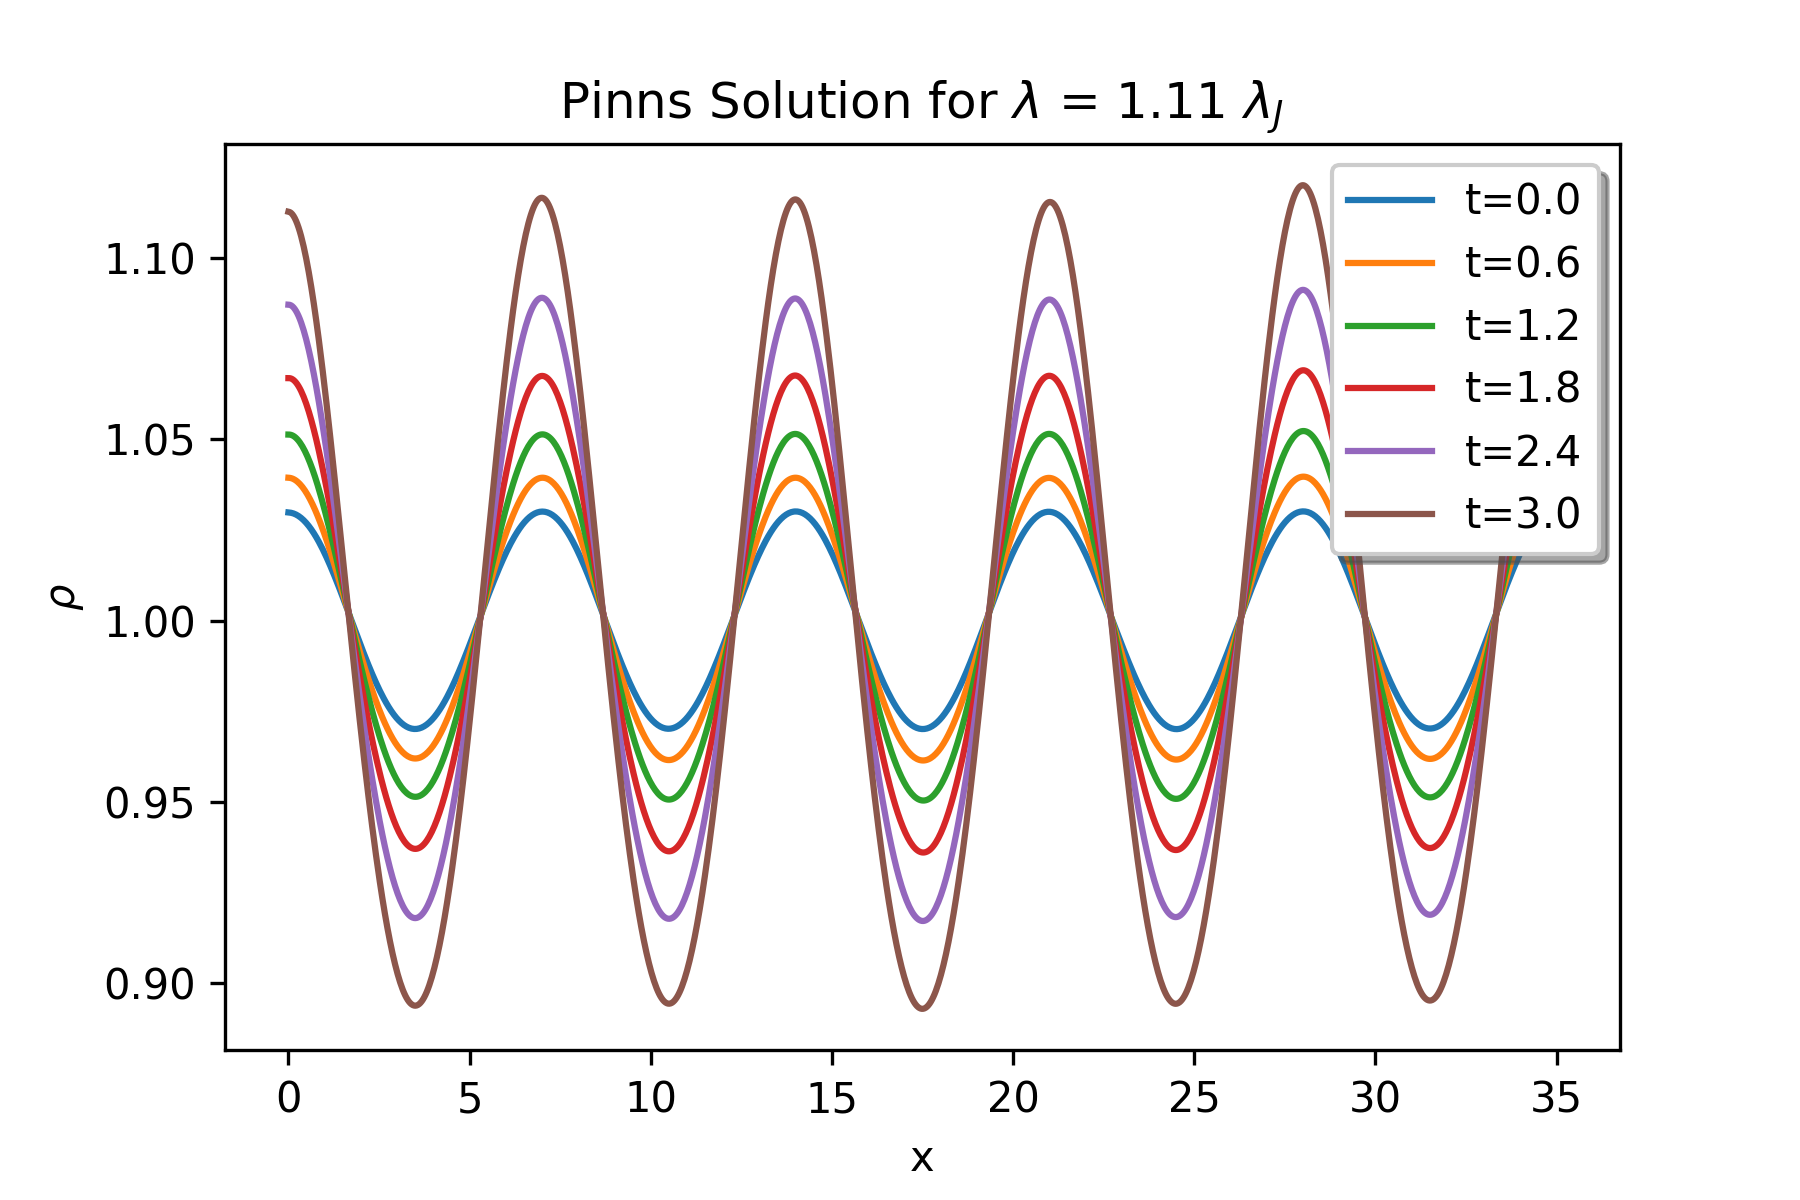 Pinns Solution for λ = 1.11 λ_J
t=0.0
t=0.6
t=1.2
t=1.8
t=2.4
t=3.0
ρ
1.10
1.05
1.00
0.95
0.90
0 5 10 15 20 25 30 35
x